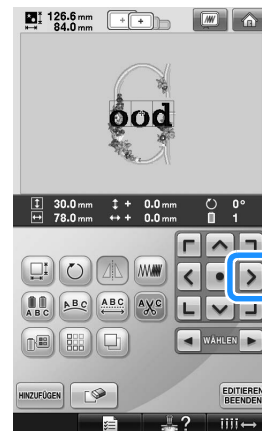 126.6 mm
84.0 mm
ood
30.0 mm + 0.0 mm 0°
78.0 mm + 0.0 mm 1
A B C ABC ABC ABC
WÄHLEN
HINZUFÜGEN EDITIEREN BEENDEN
?